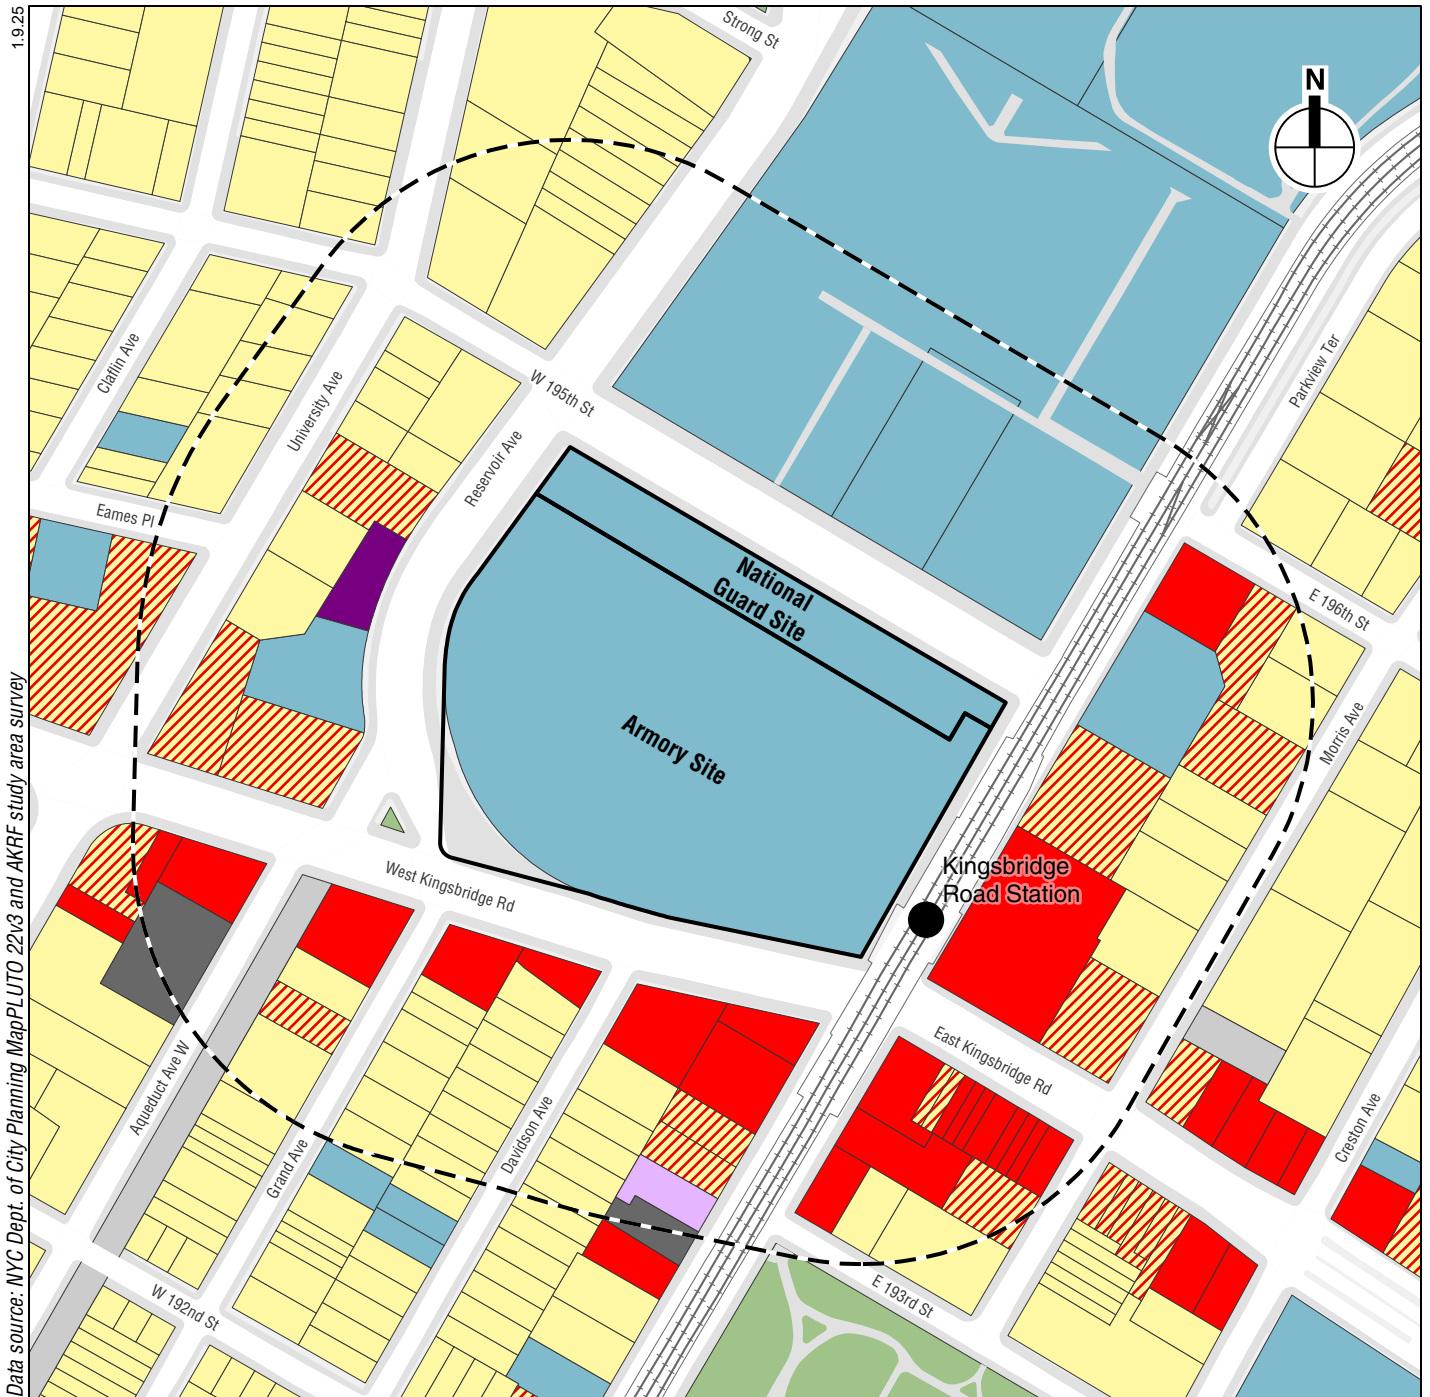 1.9.25
Strong St
N
Claflin Ave
University Ave
W 195th St
Reservoir Ave
Parkview Ter
Eames Pl
National
Guard Site
E 196th St
Armory Site
Morris Ave
West Kingsbridge Rd
Kingsbridge
Road Station
East Kingsbridge Rd
Aqueduct Ave W
Grand Ave
Davidson Ave
Creston Ave
W 192nd St
E 193rd St
Data source: NYC Dept. of City Planning MapPLUTO 22v3 and AKRF study area survey